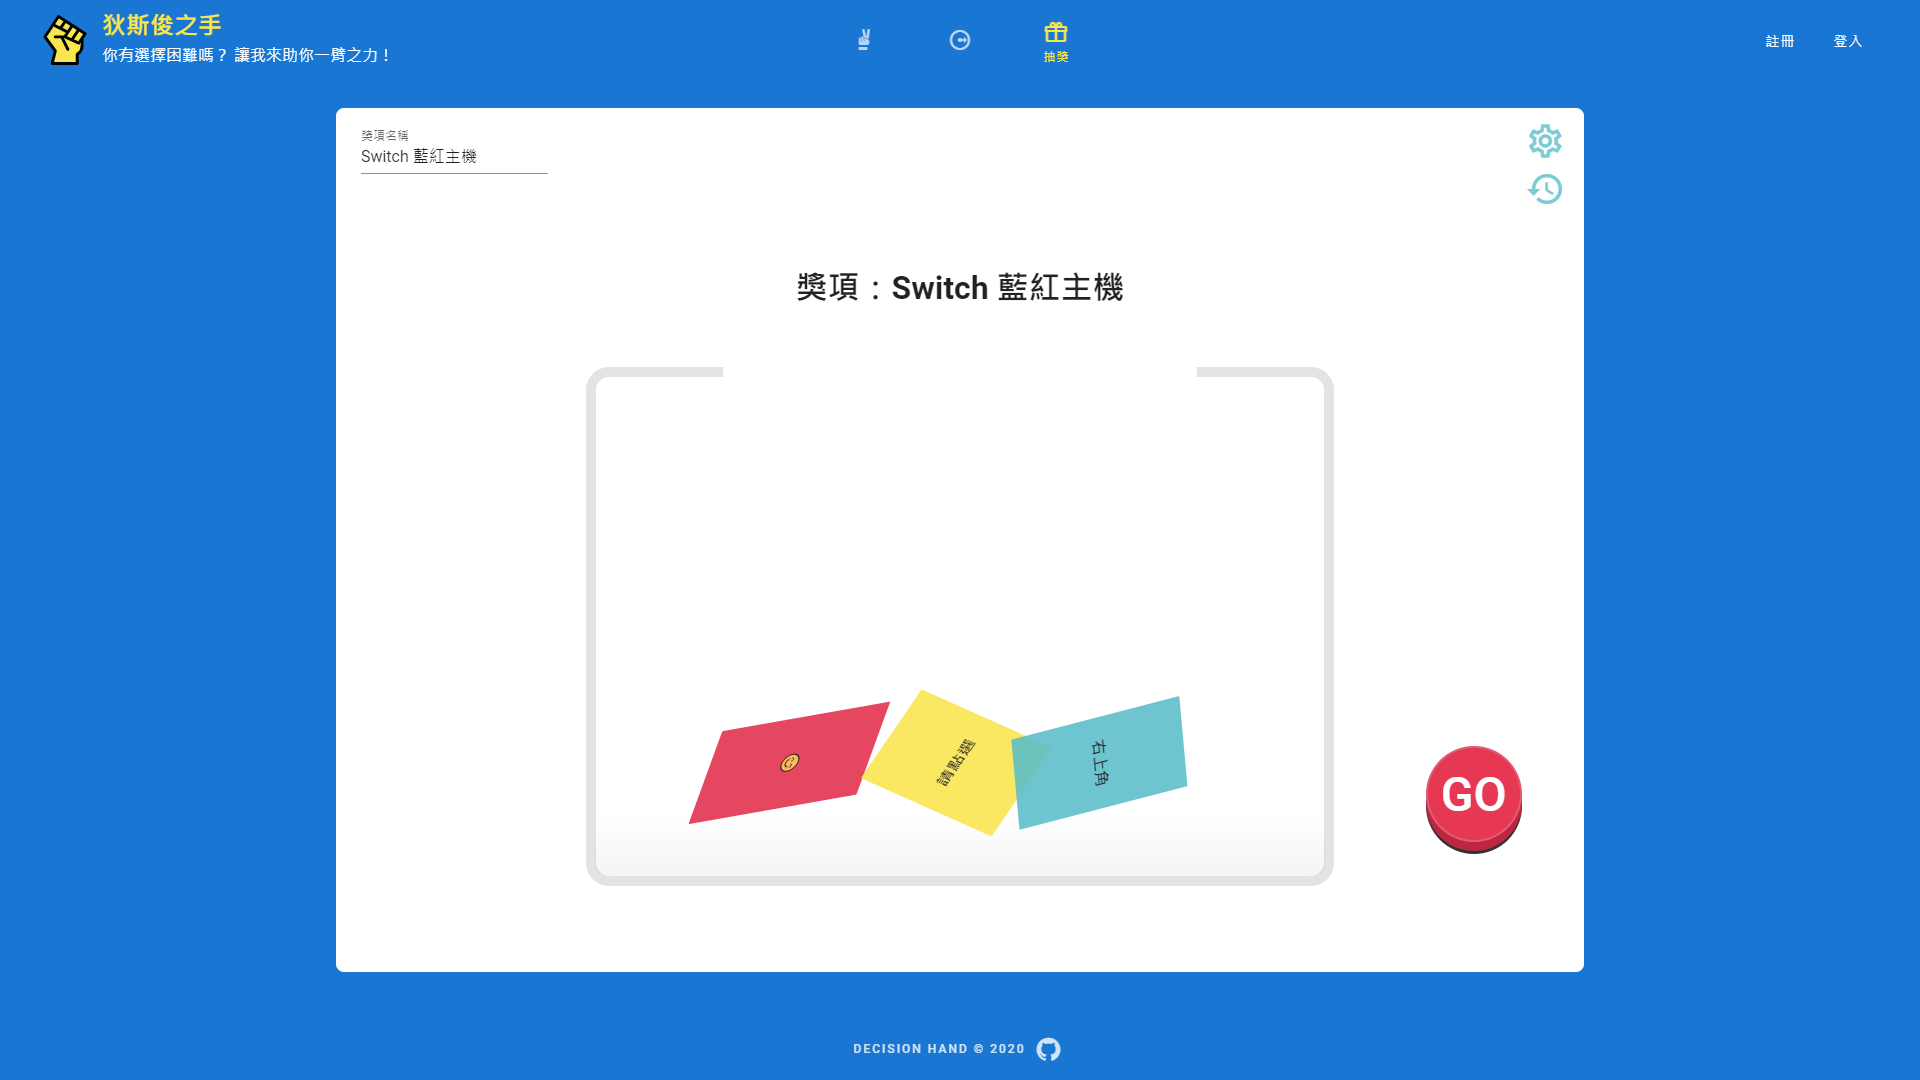 狄斯俊之手
你有選擇困難嗎？ 讓我來助你一臂之力！
抽獎
註冊
登入
獎項名稱
Switch 藍紅主機
獎項：Switch 藍紅主機
請點選
右上角
GO
DECISION HAND © 2020